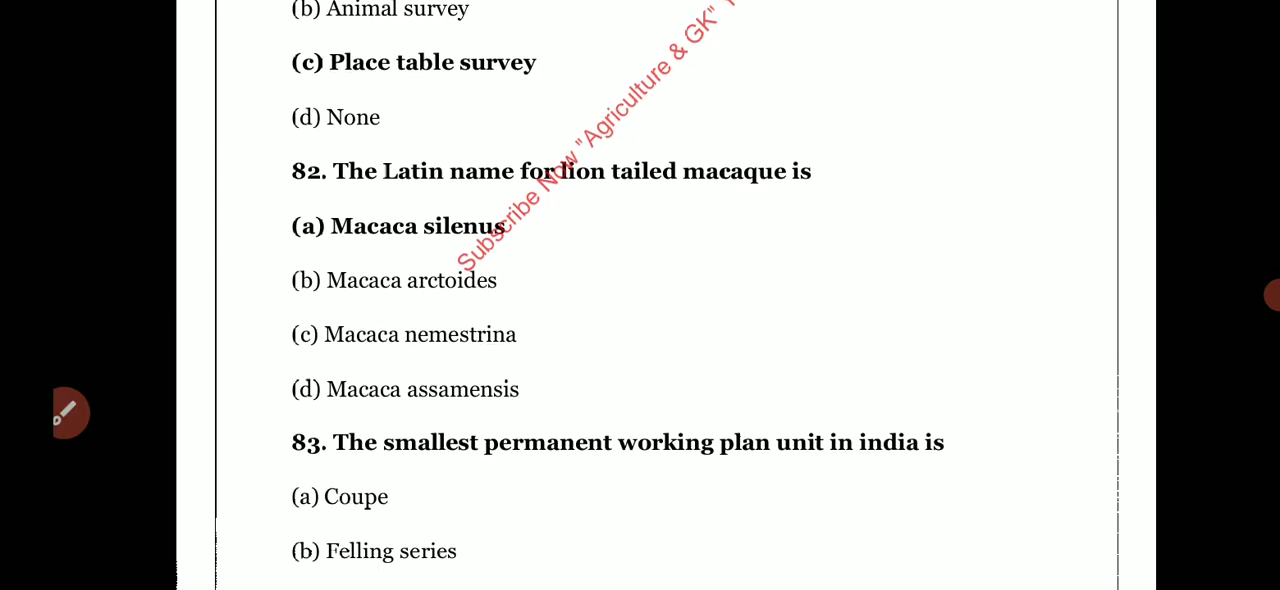 (b) Animal survey
(c) Place table survey
(d) None
82. The Latin name for lion tailed macaque is
(a) Macaca silenus
(b) Macaca arctoides
(c) Macaca nemestrina
(d) Macaca assamensis
83. The smallest permanent working plan unit in india is
(a) Coupe
(b) Felling series
Subscribe Now "Agriculture & GK"